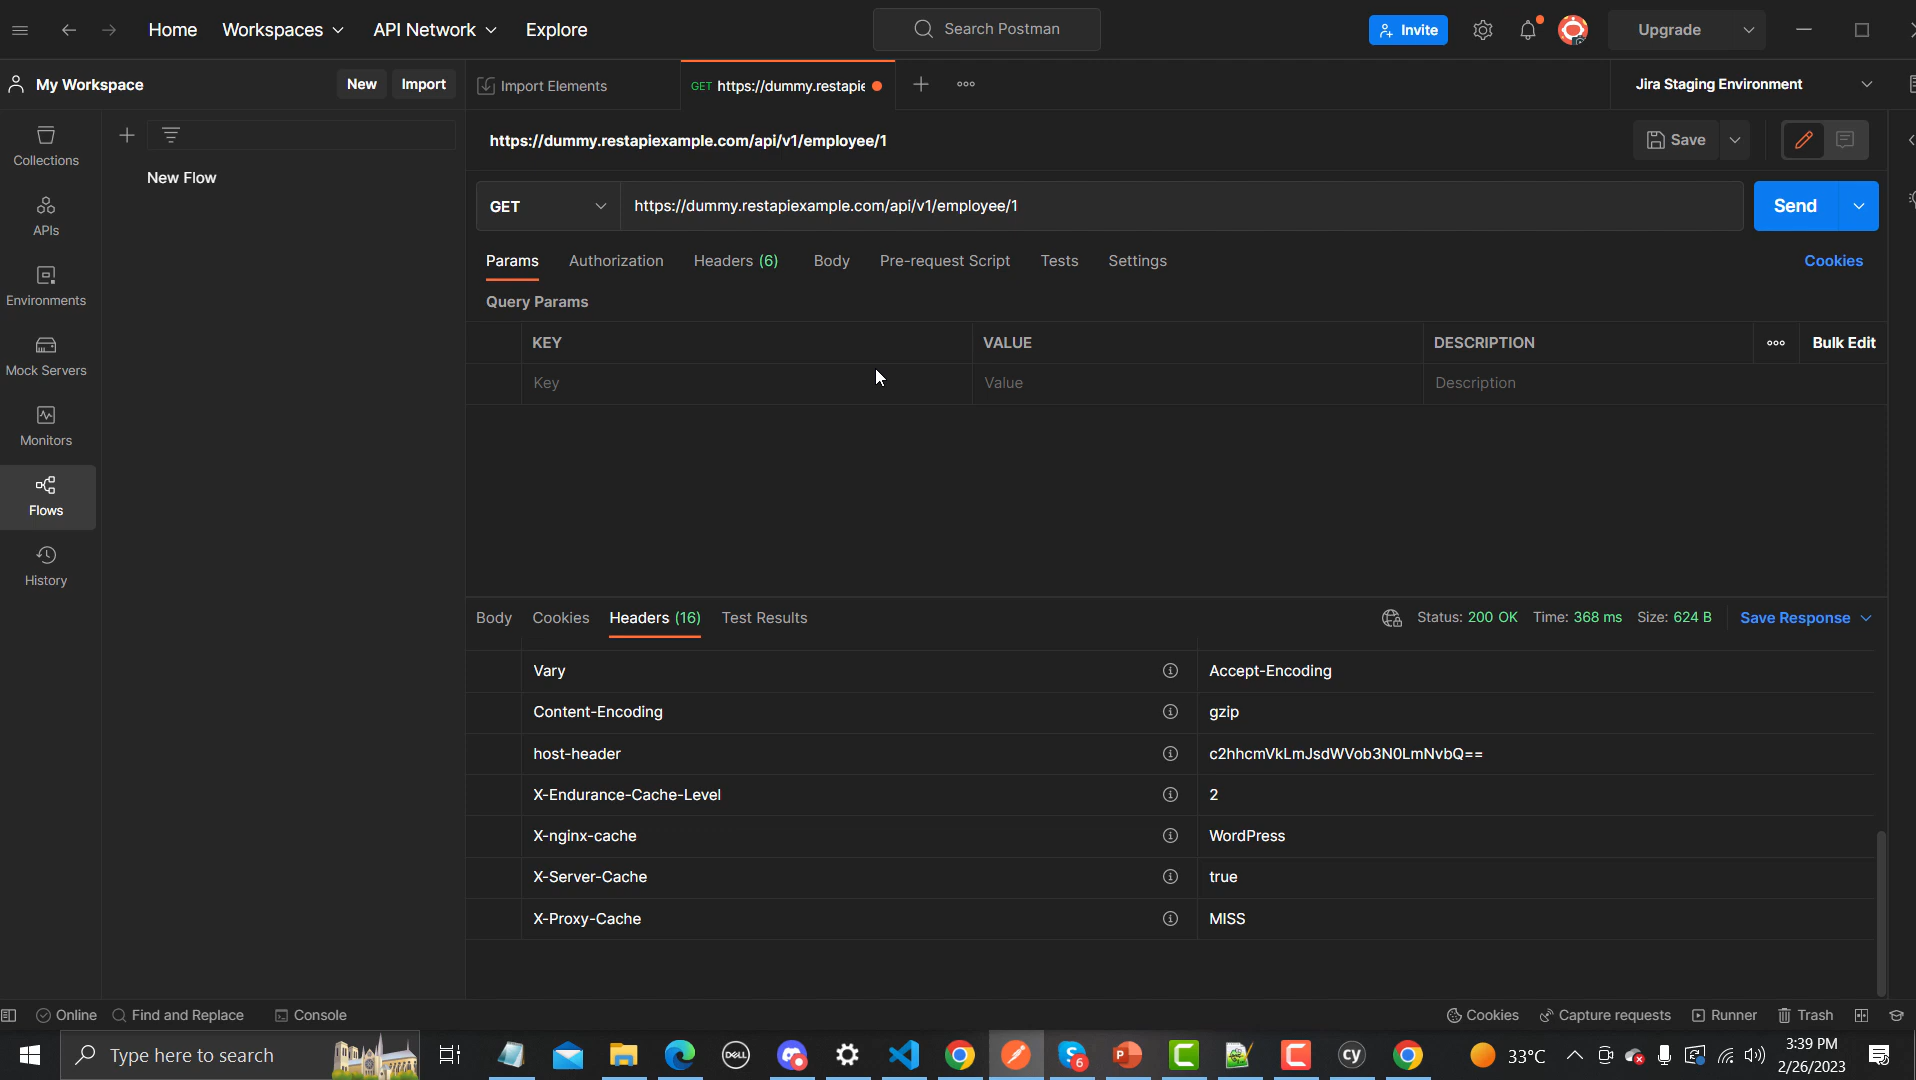 Home Workspaces API Network Explore Search Postman Invite Upgrade
My Workspace New Import Import Elements GET https://dummy.restapie Jira Staging Environment
Collections
New Flow
APIs
Environments
Mock Servers
Monitors
Flows
History
https://dummy.restapiexample.com/api/v1/employee/1 Save
GET https://dummy.restapiexample.com/api/v1/employee/1 Send
Params Authorization Headers (6) Body Pre-request Script Tests Settings Cookies
Query Params
KEY VALUE DESCRIPTION Bulk Edit
Key Value Description
Body Cookies Headers (16) Test Results Status: 200 OK Time: 368 ms Size: 624 B Save Response
Vary Accept-Encoding
Content-Encoding gzip
host-header c2hhcmVkLmJsdWVob3N0LmNvbQ==
X-Endurance-Cache-Level 2
X-nginx-cache WordPress
X-Server-Cache true
X-Proxy-Cache MISS
Online Find and Replace Console Cookies Capture requests Runner Trash
Type here to search DELL 6 cy 33°C 3:39 PM
2/26/2023